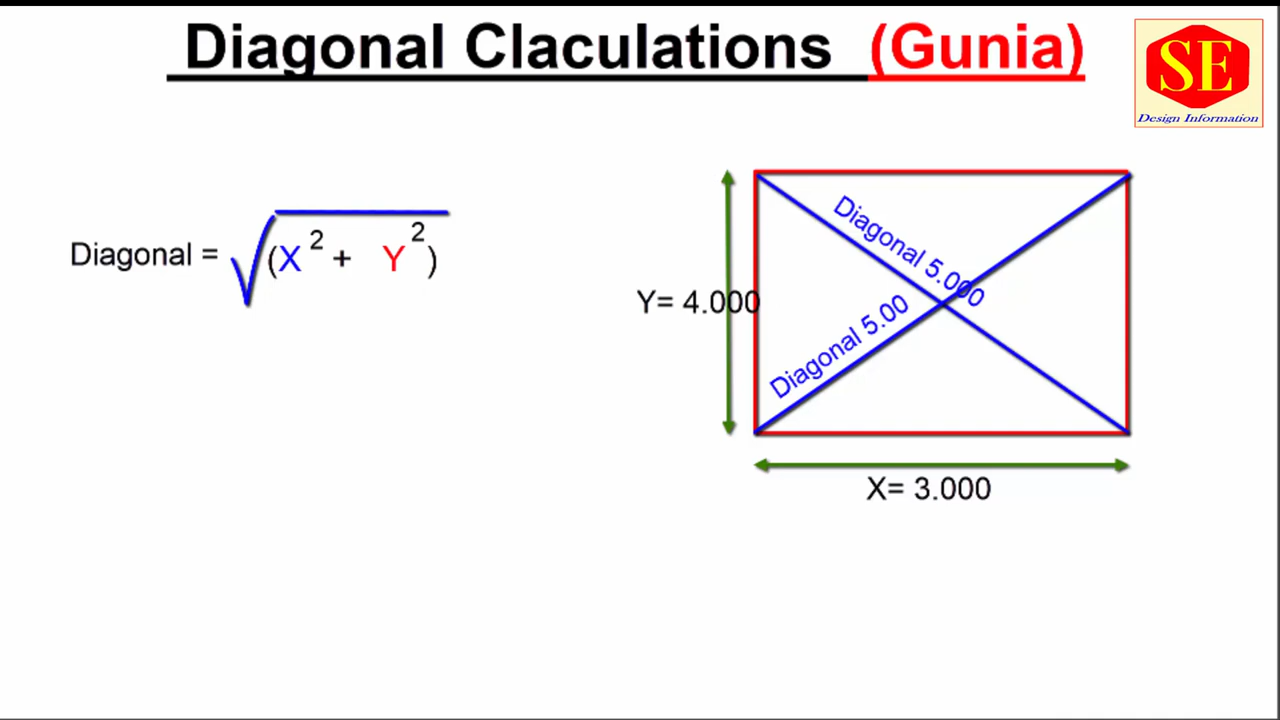 Diagonal Claculations (Gunia)
SE
Design Information
Diagonal = √(X² + Y²)
Diagonal 5.000
Y= 4.000
Diagonal 5.00
X= 3.000